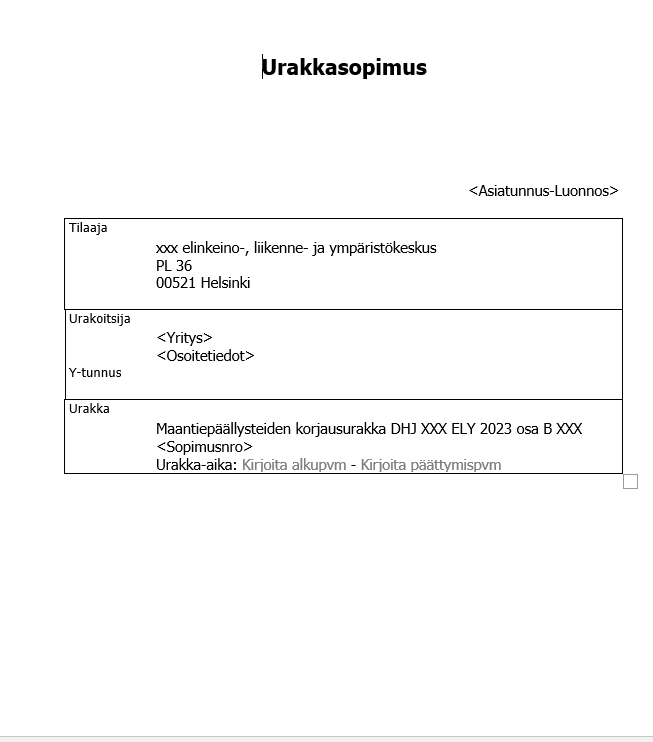 Urakkasopimus
<Asiatunnus-Luonnos>
Tilaaja
xxx elinkeino-, liikenne- ja ympäristökeskus
PL 36
00521 Helsinki
Urakoitsija
<Yritys>
<Osoitetiedot>
Y-tunnus
Urakka
Maantiepäällysteiden korjausurakka DHJ XXX ELY 2023 osa B XXX
<Sopimusnro>
Urakka-aika: Kirjoita alkupvm - Kirjoita päättymispvm